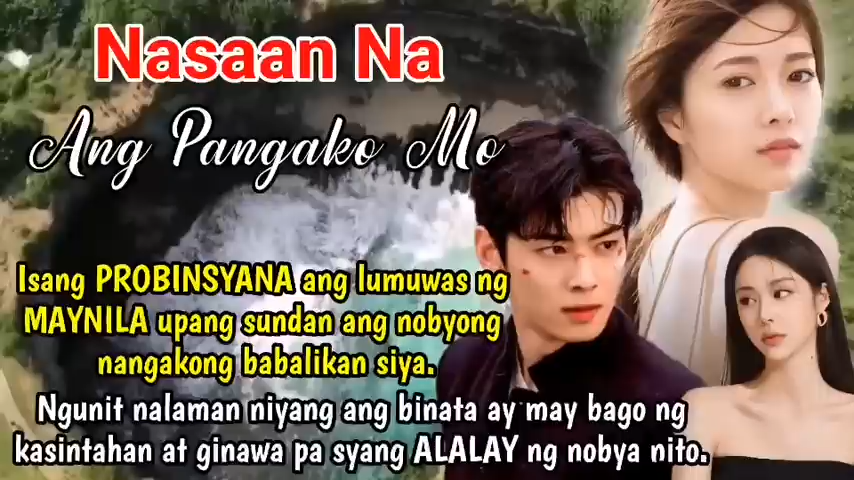 Nasaan Na
Ang Pangako Mo
Isang PROBINSYANA ang lumuwas ng
MAYNILA upang sundan ang nobyong
nangakong babalikan siya.
Ngunit nalaman niyang ang binata ay may bago ng
kasintahan at ginawa pa syang ALALAY ng nobya nito.